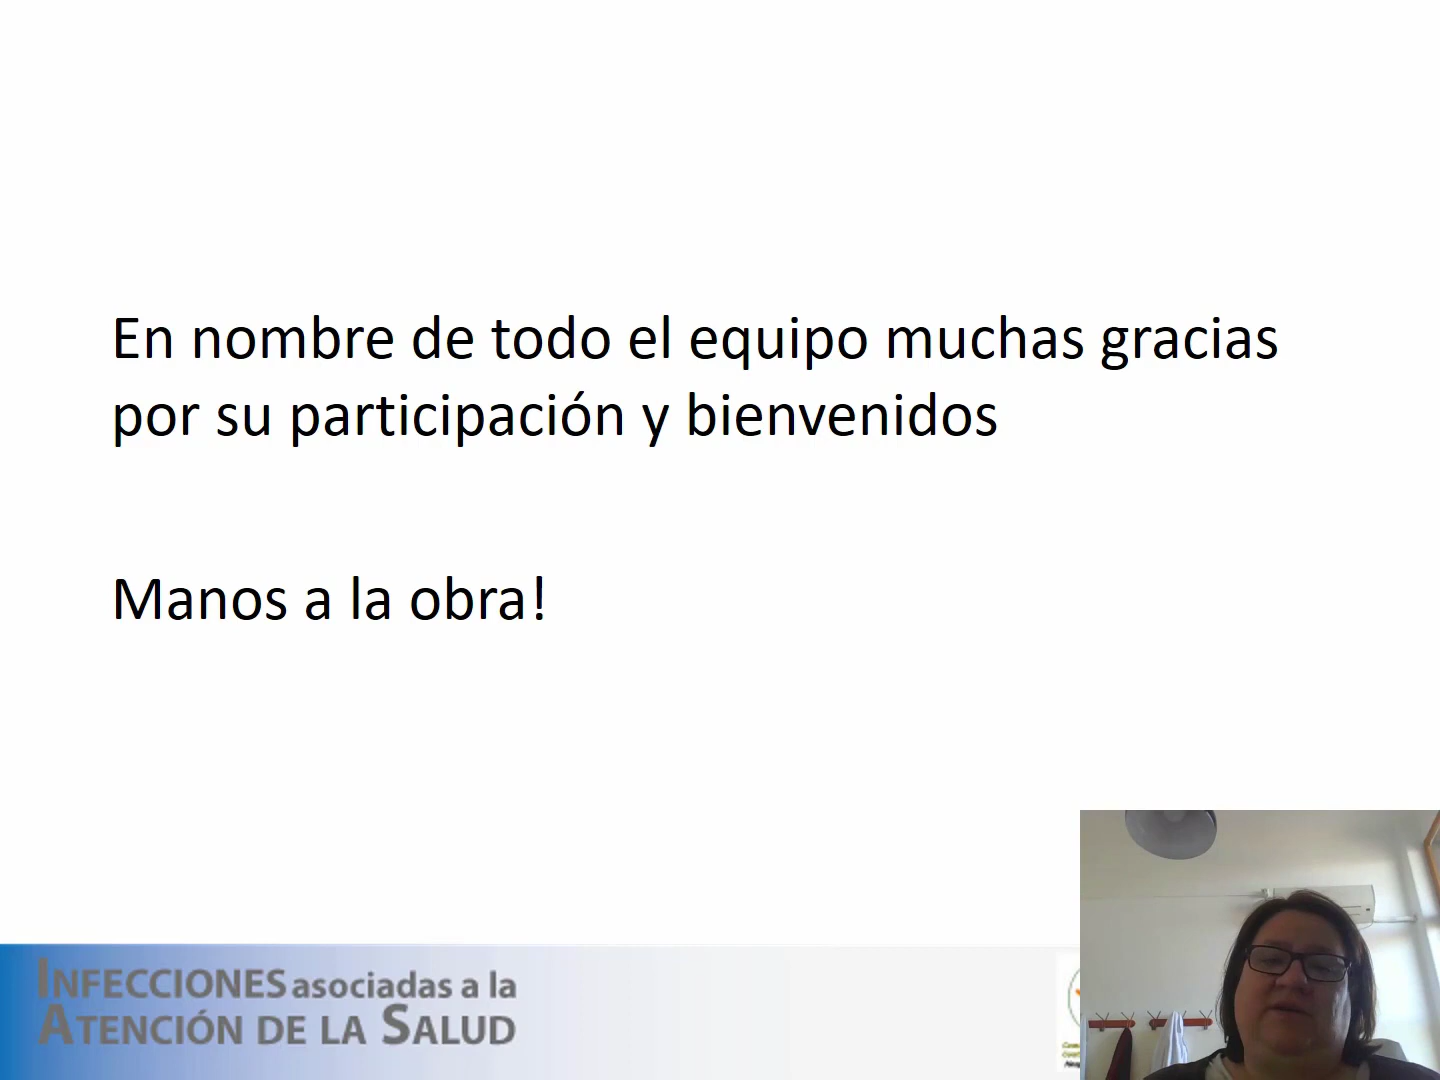 En nombre de todo el equipo muchas gracias
por su participación y bienvenidos
Manos a la obra!
INFECCIONES asociadas a la
ATENCIÓN DE LA SALUD